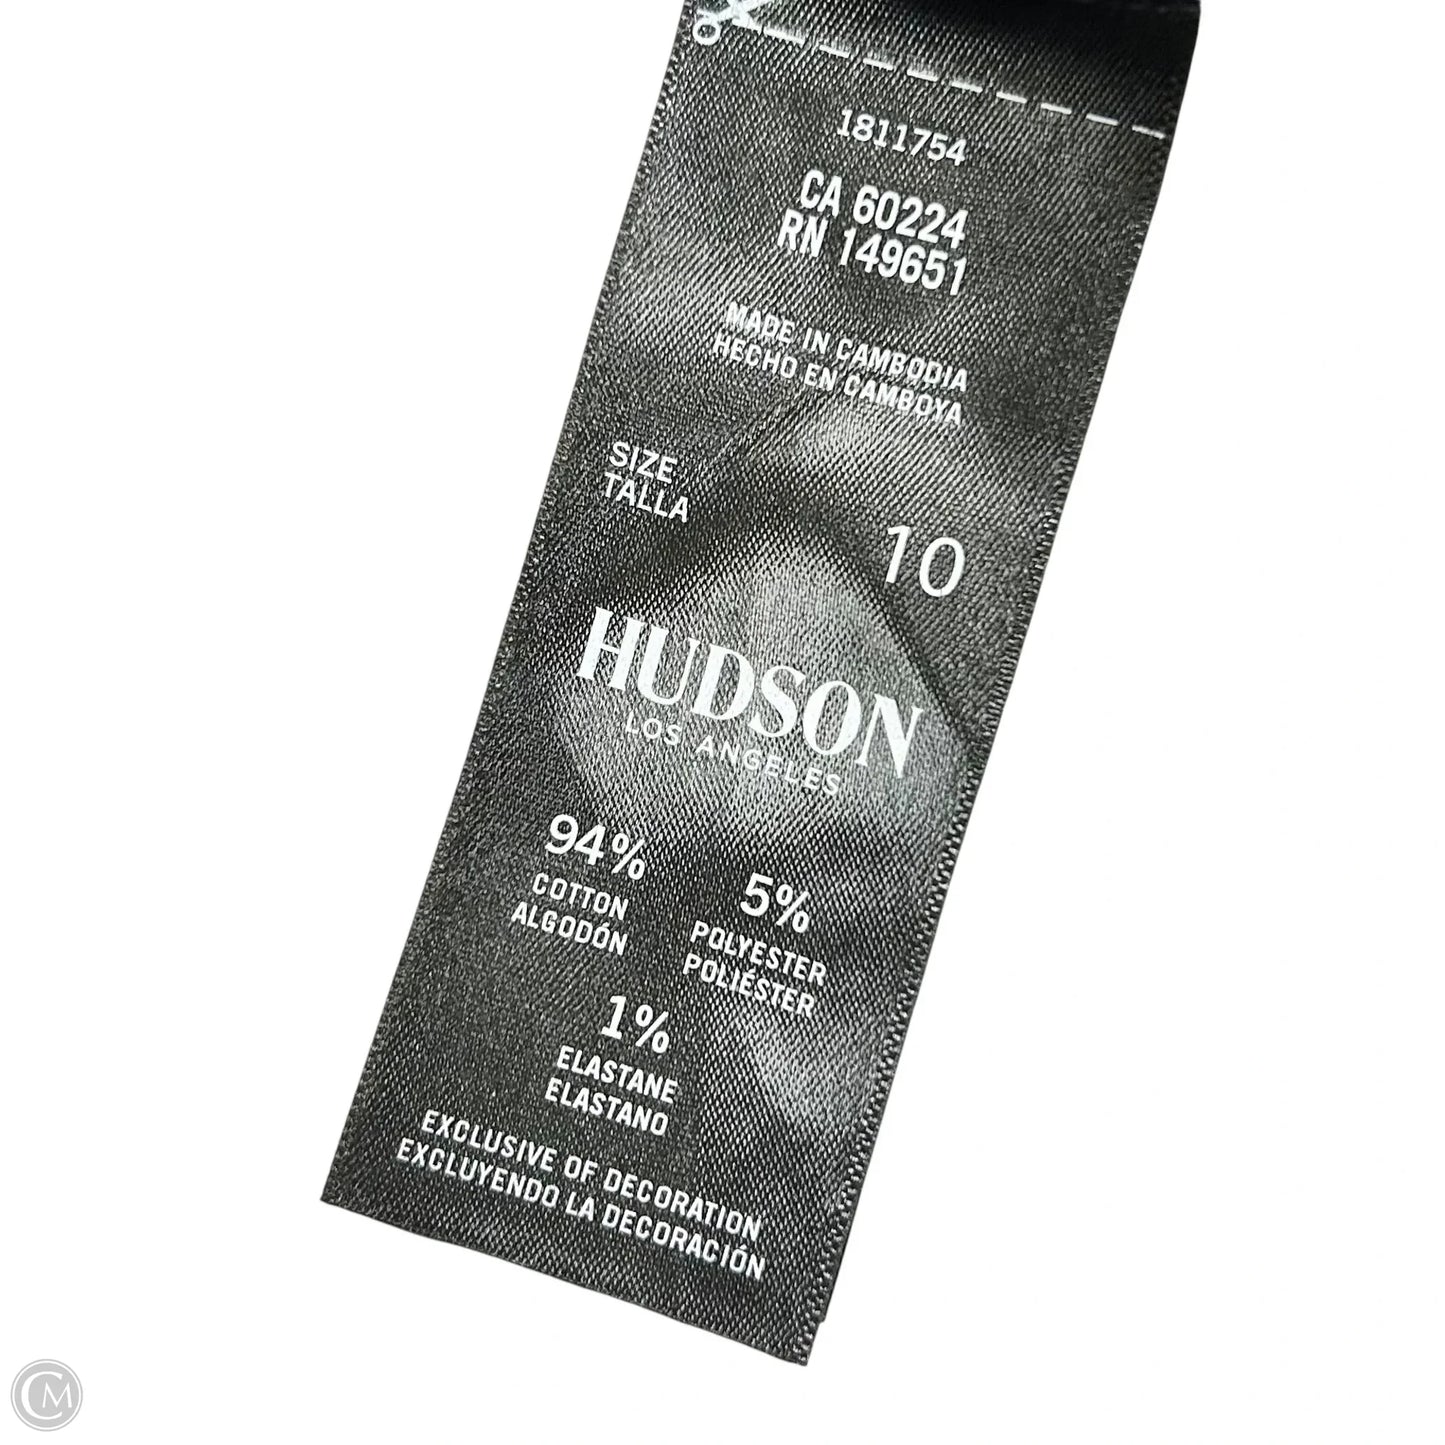 1811754
CA 60224
RN 149651
MADE IN CAMBODIA
HECHO EN CAMBOYA
SIZE
TALLA
10
HUDSON
LOS ANGELES
94%
COTTON
ALGODÓN
5%
POLYESTER
POLIÉSTER
1%
ELASTANE
ELASTANO
EXCLUSIVE OF DECORATION
EXCLUYENDO LA DECORACIÓN
CM